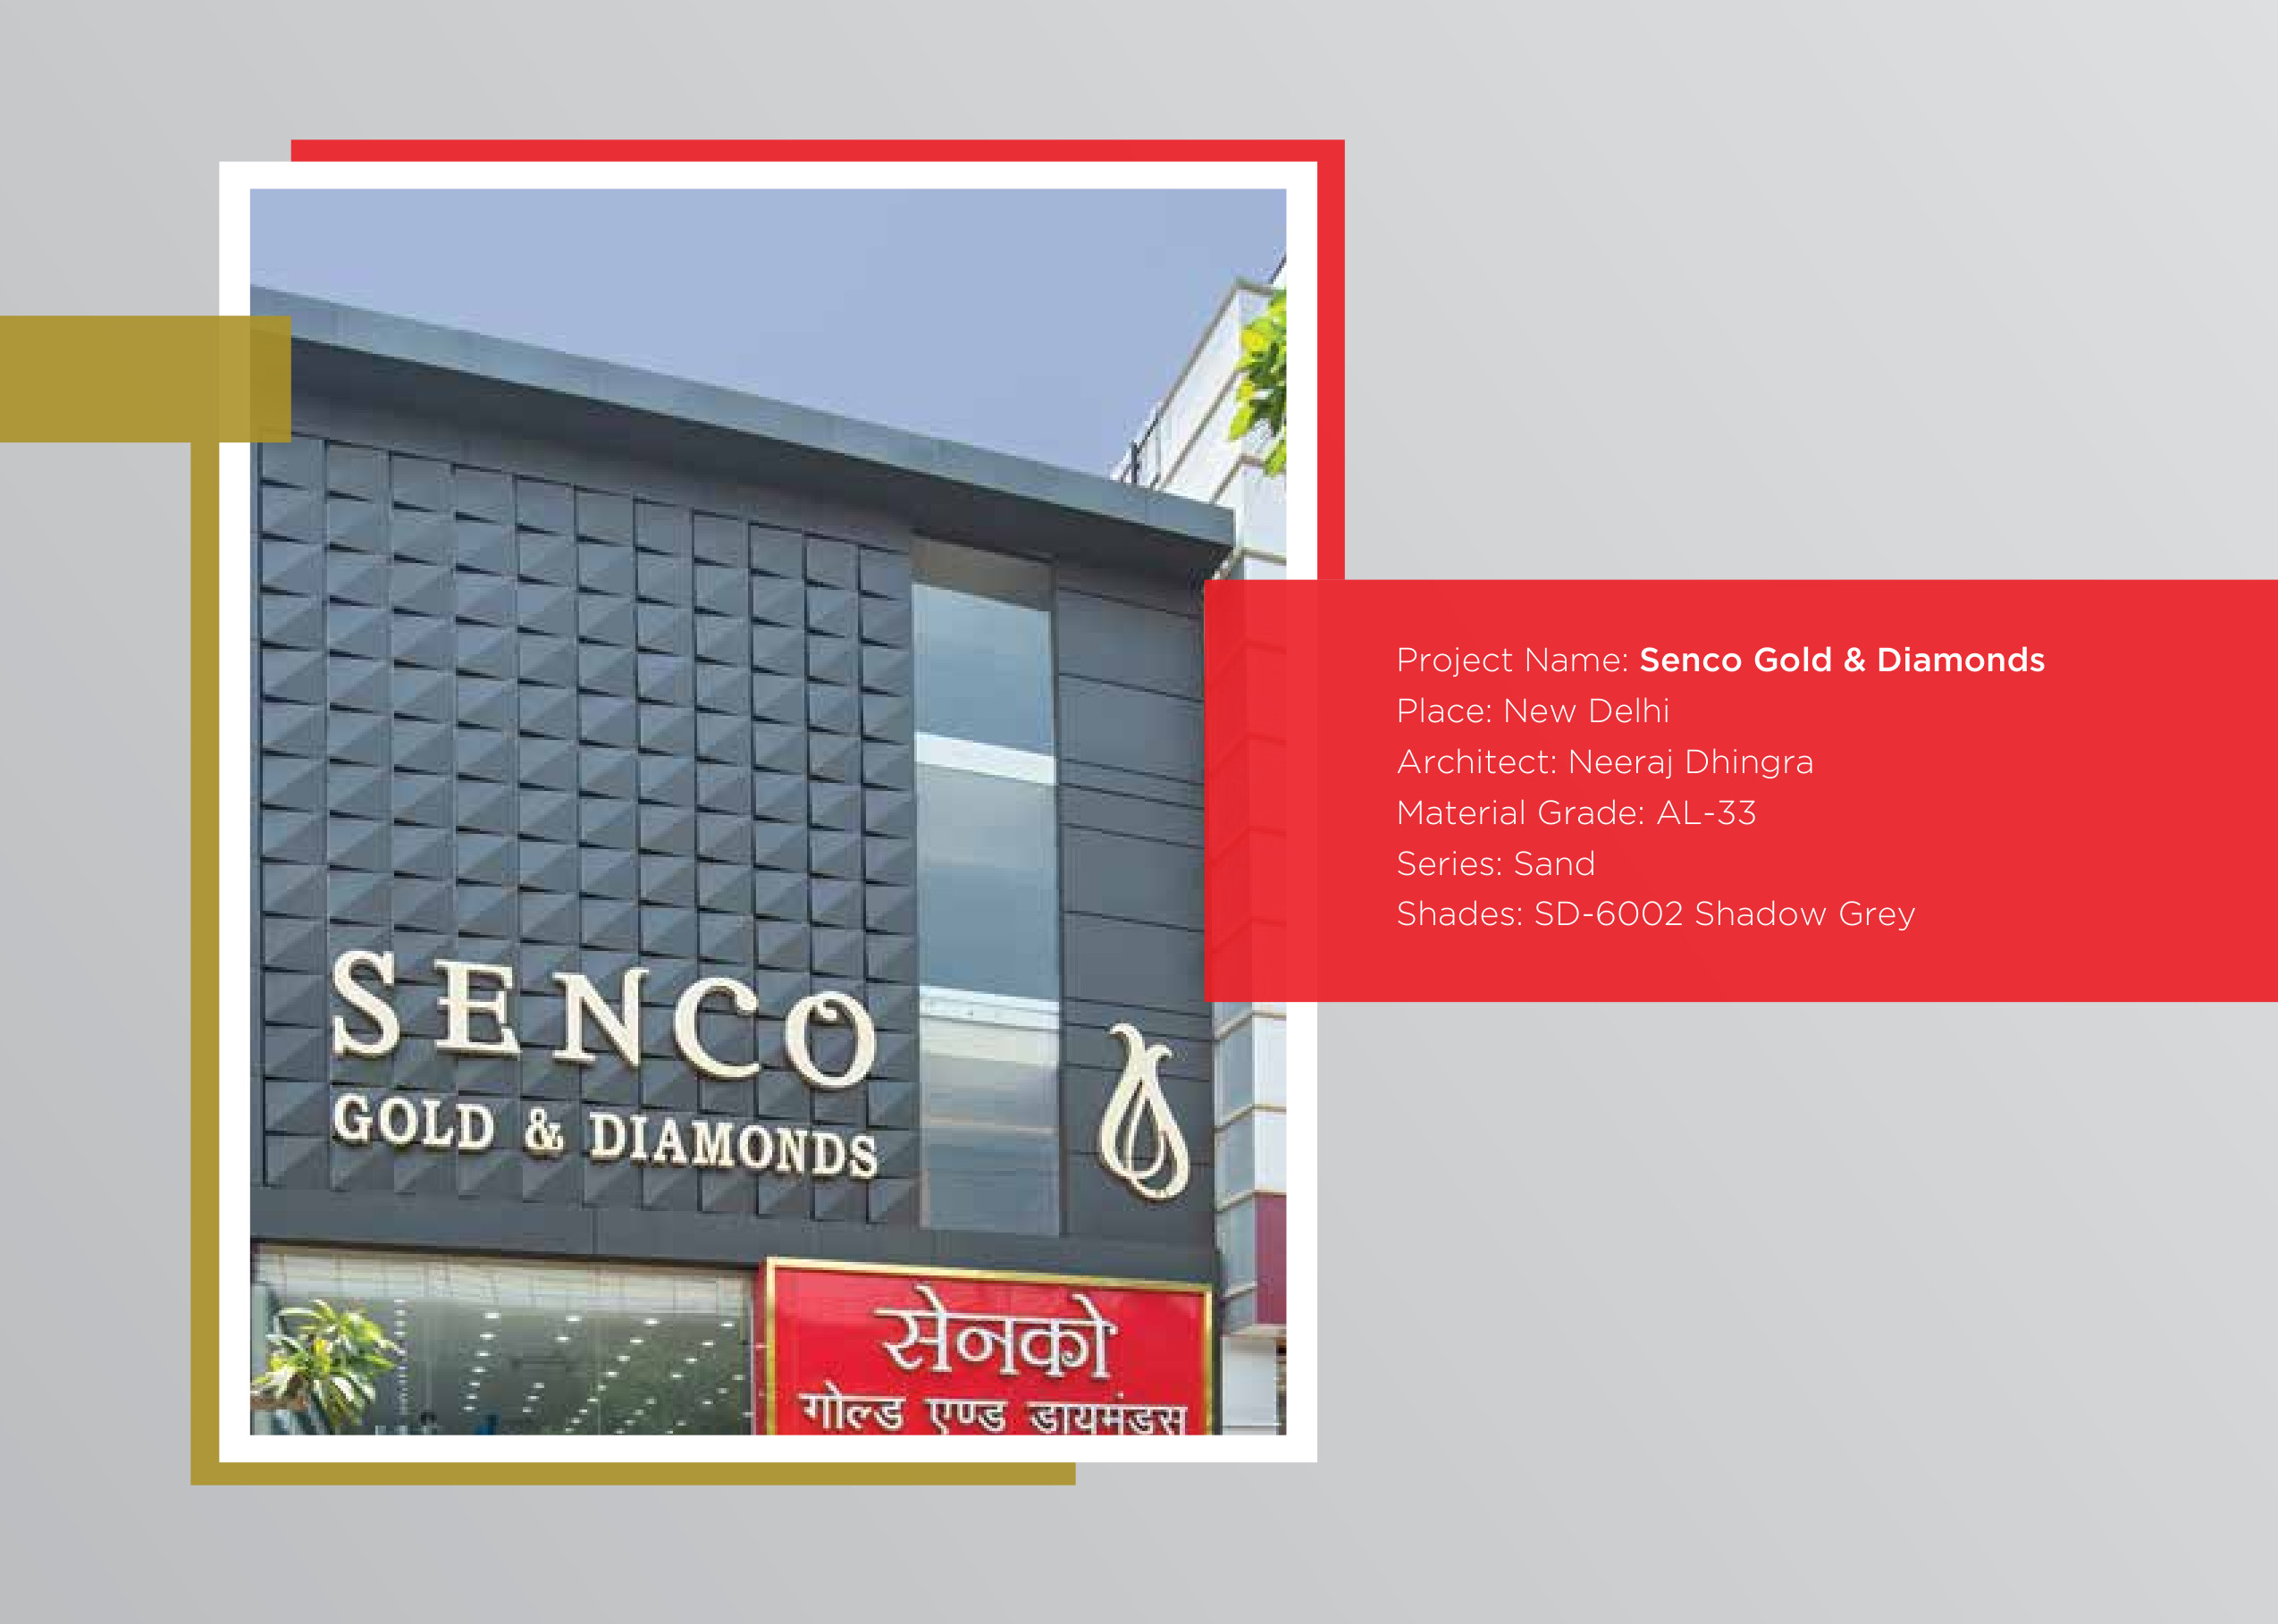 SENCO
GOLD & DIAMONDS
सेनको
गोल्ड एण्ड डायमंडस
Project Name: Senco Gold & Diamonds
Place: New Delhi
Architect: Neeraj Dhingra
Material Grade: AL-33
Series: Sand
Shades: SD-6002 Shadow Grey